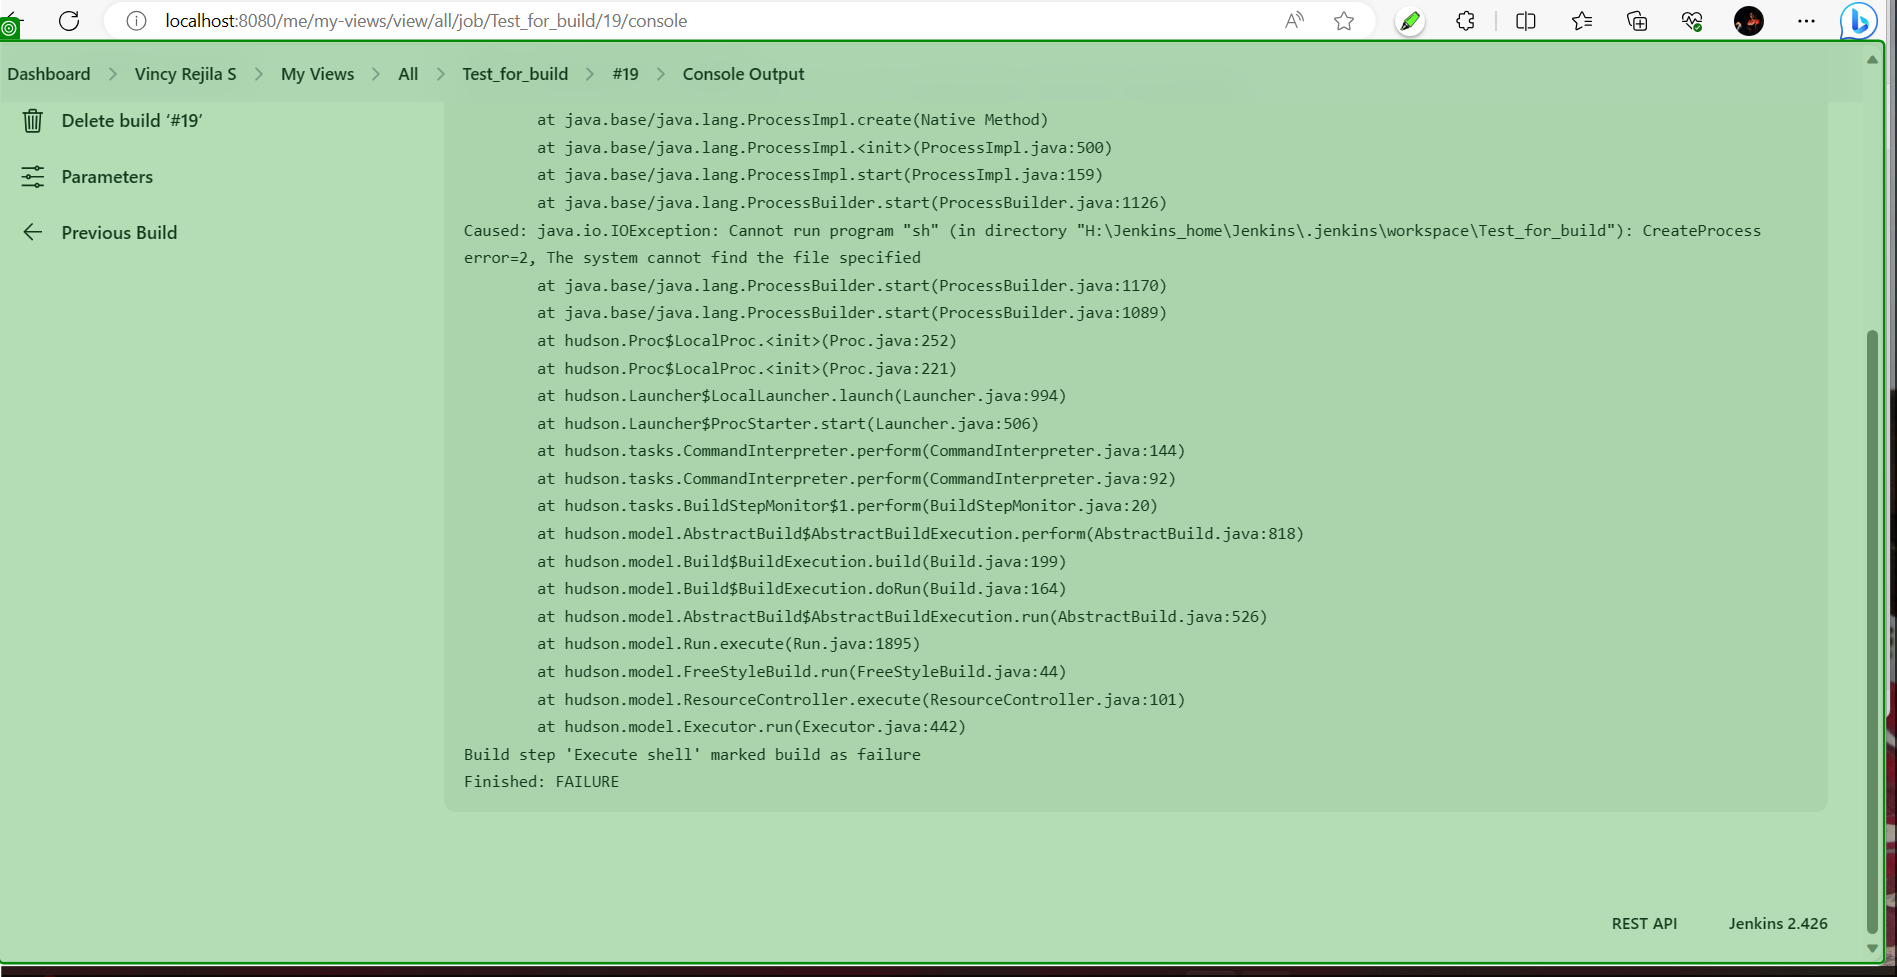 localhost:8080/me/my-views/view/all/job/Test_for_build/19/console
Dashboard > Vincy Rejila S > My Views > All > Test_for_build > #19 > Console Output
Delete build ‘#19’
Parameters
Previous Build
at java.base/java.lang.ProcessImpl.create(Native Method)
at java.base/java.lang.ProcessImpl.<init>(ProcessImpl.java:500)
at java.base/java.lang.ProcessImpl.start(ProcessImpl.java:159)
at java.base/java.lang.ProcessBuilder.start(ProcessBuilder.java:1126)
Caused: java.io.IOException: Cannot run program "sh" (in directory "H:\Jenkins_home\Jenkins\.jenkins\workspace\Test_for_build"): CreateProcess
error=2, The system cannot find the file specified
at java.base/java.lang.ProcessBuilder.start(ProcessBuilder.java:1170)
at java.base/java.lang.ProcessBuilder.start(ProcessBuilder.java:1089)
at hudson.Proc$LocalProc.<init>(Proc.java:252)
at hudson.Proc$LocalProc.<init>(Proc.java:221)
at hudson.Launcher$LocalLauncher.launch(Launcher.java:994)
at hudson.Launcher$ProcStarter.start(Launcher.java:506)
at hudson.tasks.CommandInterpreter.perform(CommandInterpreter.java:144)
at hudson.tasks.CommandInterpreter.perform(CommandInterpreter.java:92)
at hudson.tasks.BuildStepMonitor$1.perform(BuildStepMonitor.java:20)
at hudson.model.AbstractBuild$AbstractBuildExecution.perform(AbstractBuild.java:818)
at hudson.model.Build$BuildExecution.build(Build.java:199)
at hudson.model.Build$BuildExecution.doRun(Build.java:164)
at hudson.model.AbstractBuild$AbstractBuildExecution.run(AbstractBuild.java:526)
at hudson.model.Run.execute(Run.java:1895)
at hudson.model.FreeStyleBuild.run(FreeStyleBuild.java:44)
at hudson.model.ResourceController.execute(ResourceController.java:101)
at hudson.model.Executor.run(Executor.java:442)
Build step 'Execute shell' marked build as failure
Finished: FAILURE
REST API Jenkins 2.426